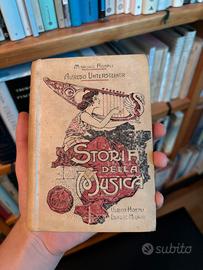 MANUALI HOEPLI
ALFREDO UNTERSTEINER
STORIA
DELLA
MUSICA
ULRICO HOEPLI
EDITORE MILANO
subito